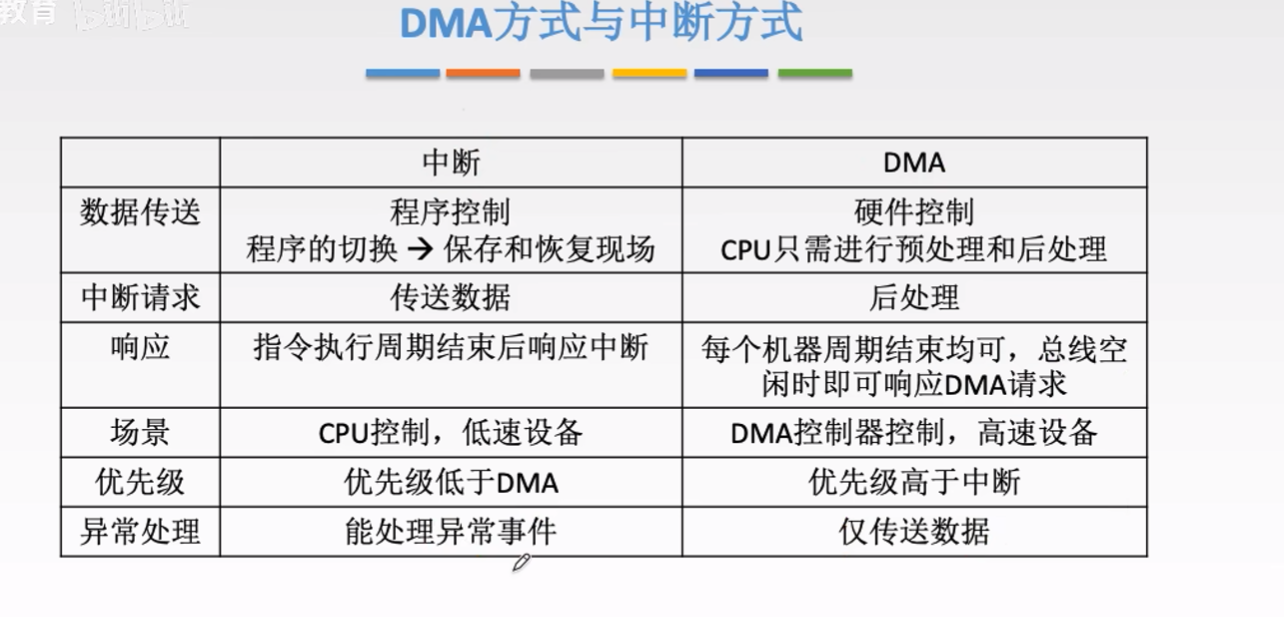 教育 bilibili
DMA方式与中断方式
中断
DMA
数据传送
程序控制
程序的切换 → 保存和恢复现场
硬件控制
CPU只需进行预处理和后处理
中断请求
传送数据
后处理
响应
指令执行周期结束后响应中断
每个机器周期结束均可，总线空
闲时即可响应DMA请求
场景
CPU控制，低速设备
DMA控制器控制，高速设备
优先级
优先级低于DMA
优先级高于中断
异常处理
能处理异常事件
仅传送数据